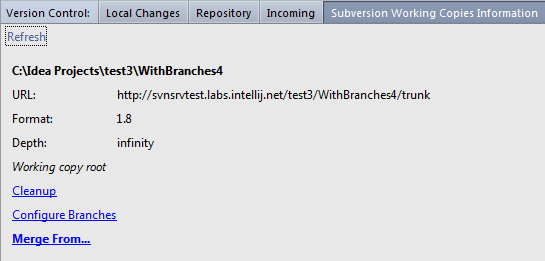 Version Control: Local Changes Repository Incoming Subversion Working Copies Information
Refresh
C:\Idea Projects\test3\WithBranches4
URL: http://svnsrvtest.labs.intellij.net/test3/WithBranches4/trunk
Format: 1.8
Depth: infinity
Working copy root
Cleanup
Configure Branches
Merge From...